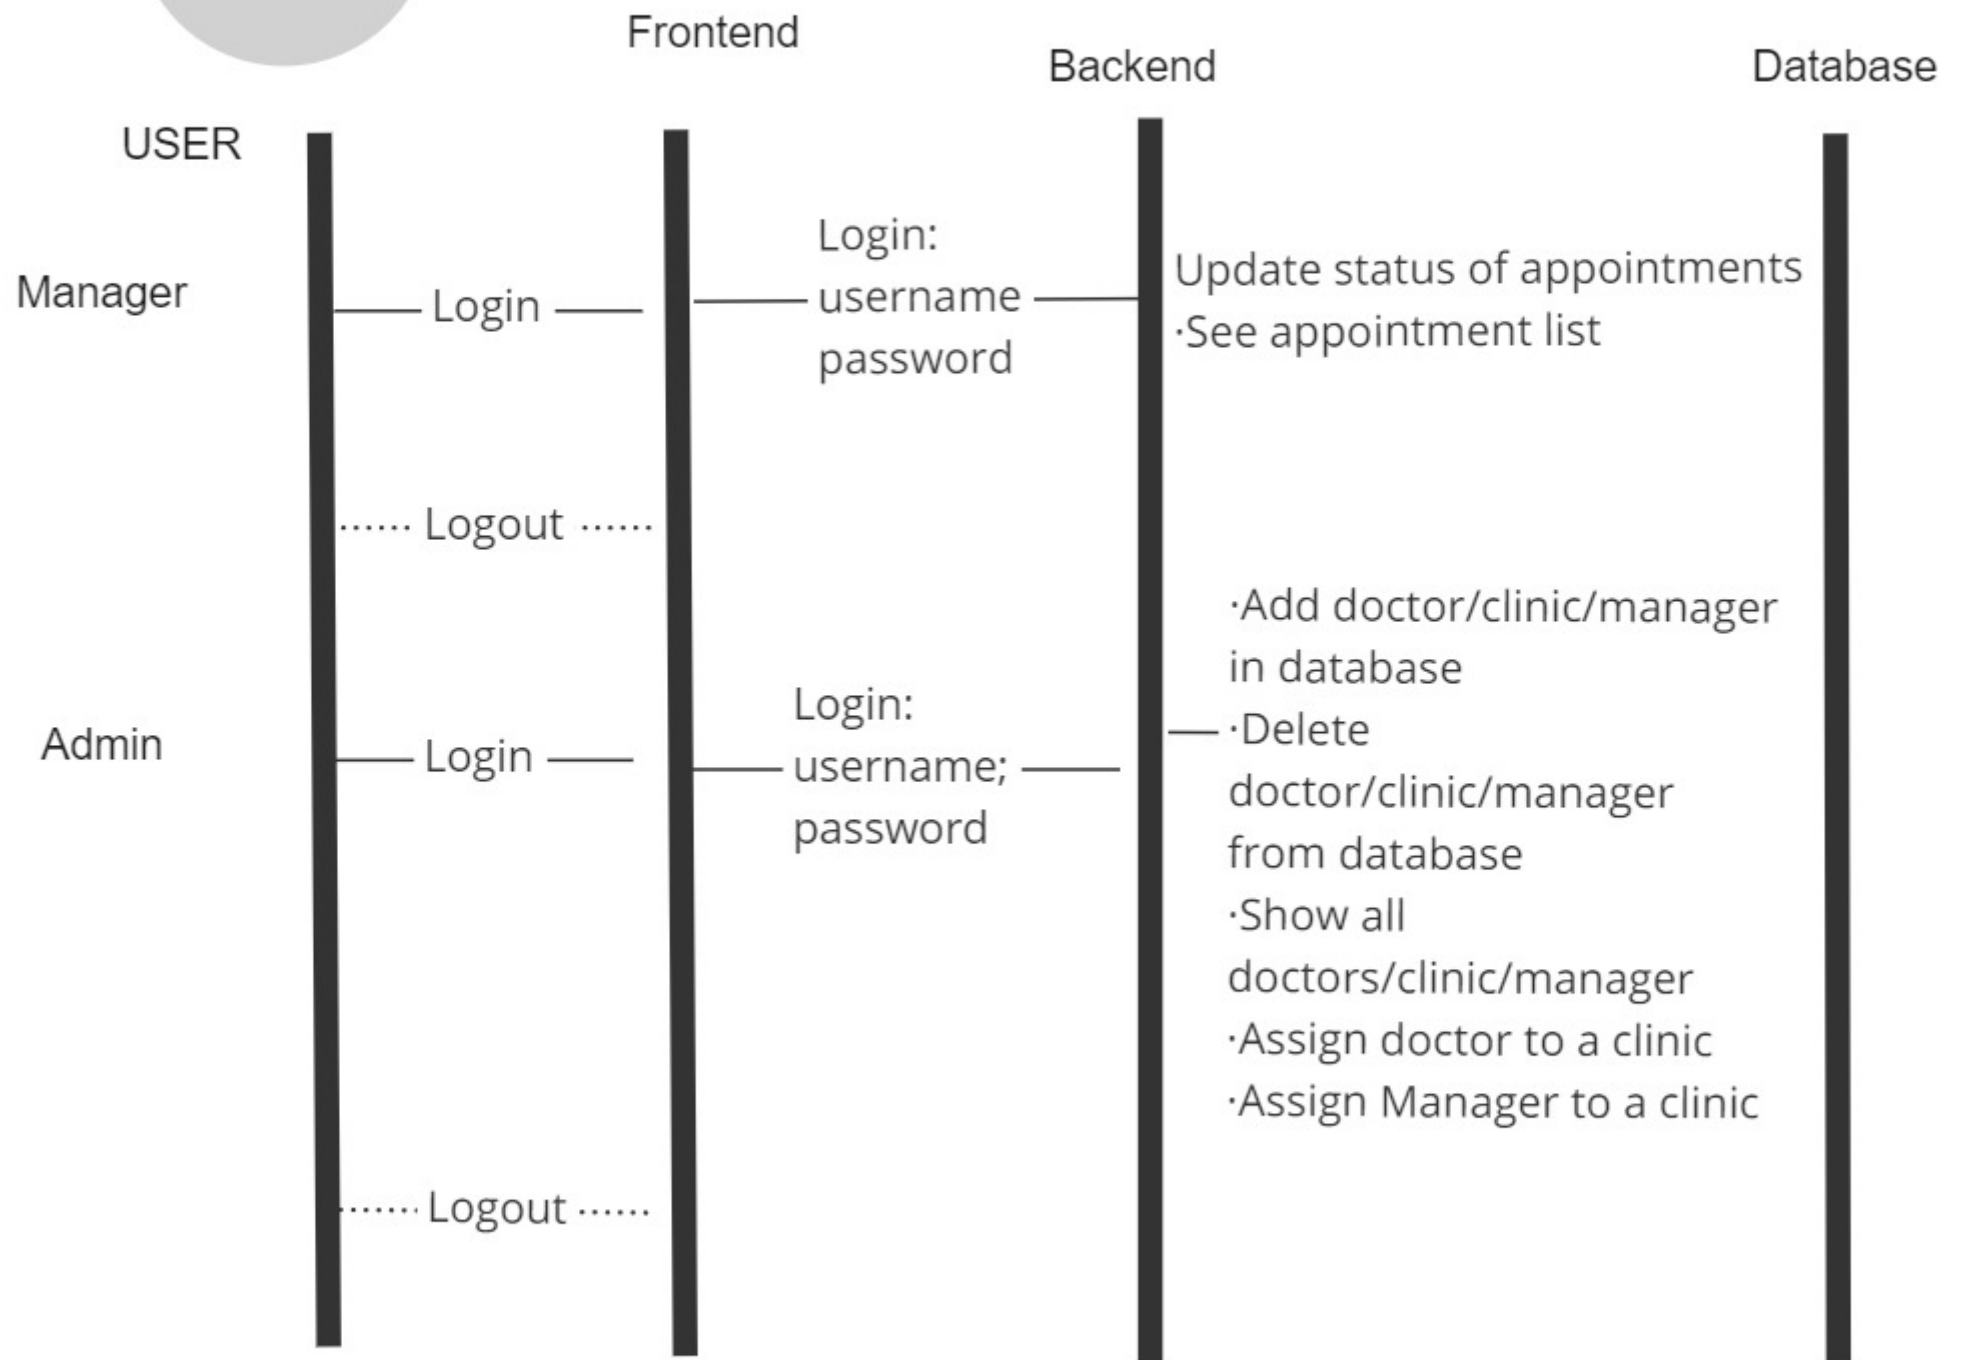 Frontend
Backend
Database
USER
Manager
Login
Login:
username
password
Update status of appointments
·See appointment list
Logout
Admin
Login
Login:
username;
password
·Add doctor/clinic/manager
in database
·Delete
doctor/clinic/manager
from database
·Show all
doctors/clinic/manager
·Assign doctor to a clinic
·Assign Manager to a clinic
Logout